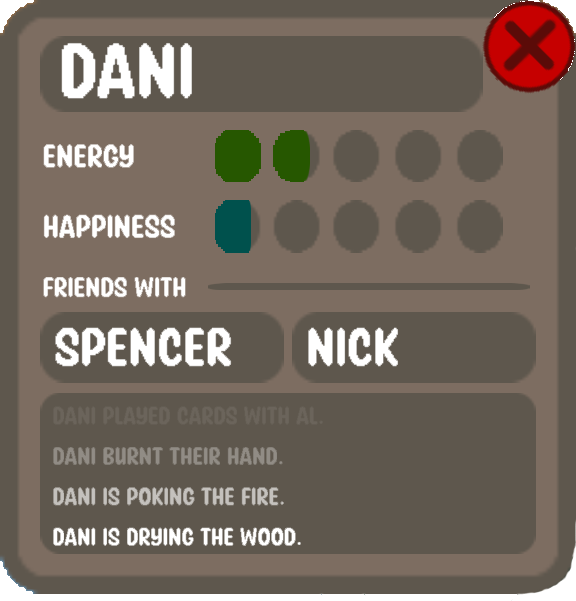 DANI
ENERGY
HAPPINESS
FRIENDS WITH
SPENCER NICK
DANI PLAYED CARDS WITH AL.
DANI BURNT THEIR HAND.
DANI IS POKING THE FIRE.
DANI IS DRYING THE WOOD.